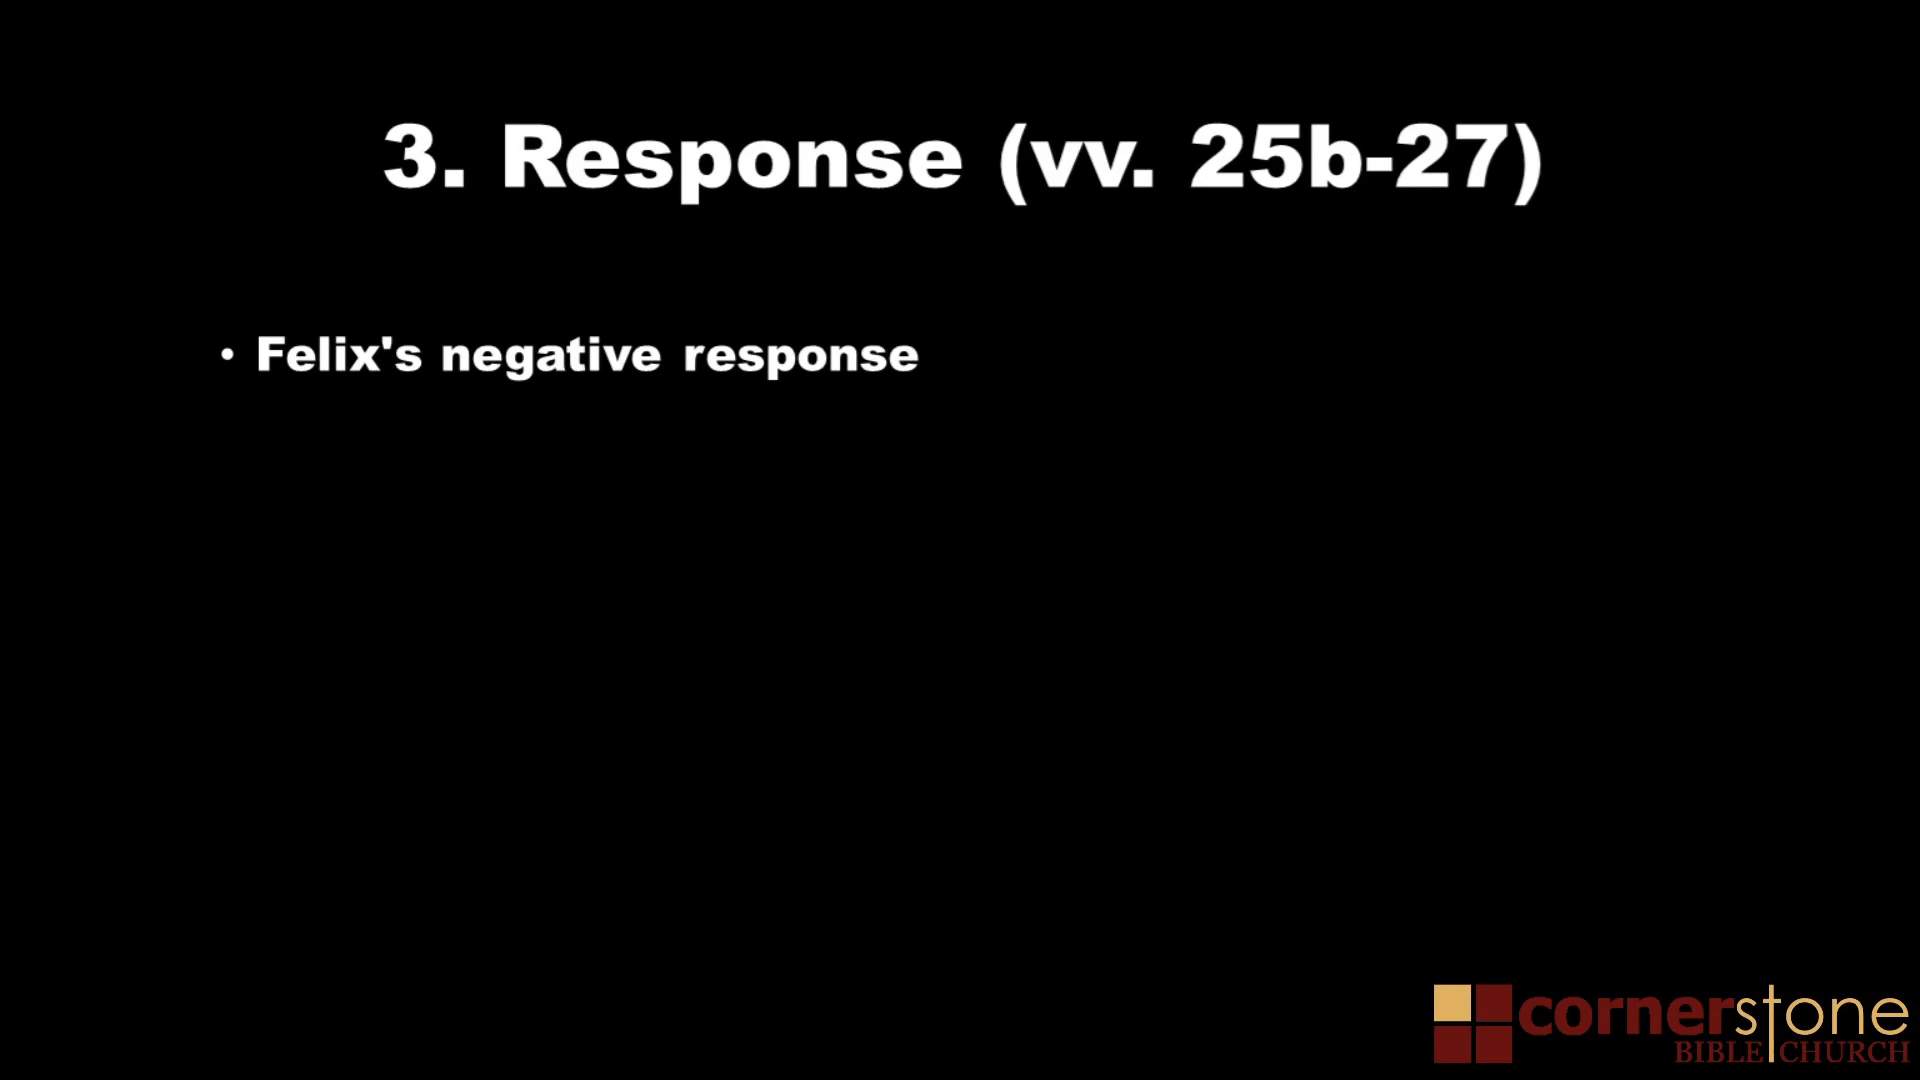 3. Response (vv. 25b-27)
• Felix's negative response
cornerstone
BIBLE CHURCH